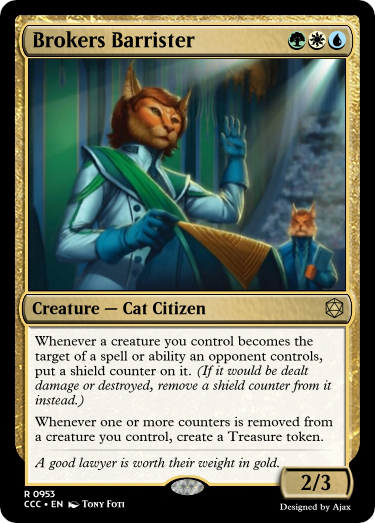 Brokers Barrister
Creature — Cat Citizen
Whenever a creature you control becomes the
target of a spell or ability an opponent controls,
put a shield counter on it. (If it would be dealt
damage or destroyed, remove a shield counter from it
instead.)
Whenever one or more counters is removed from
a creature you control, create a Treasure token.
A good lawyer is worth their weight in gold.
2/3
R 0953
CCC • EN Tony Foti
Designed by Ajax